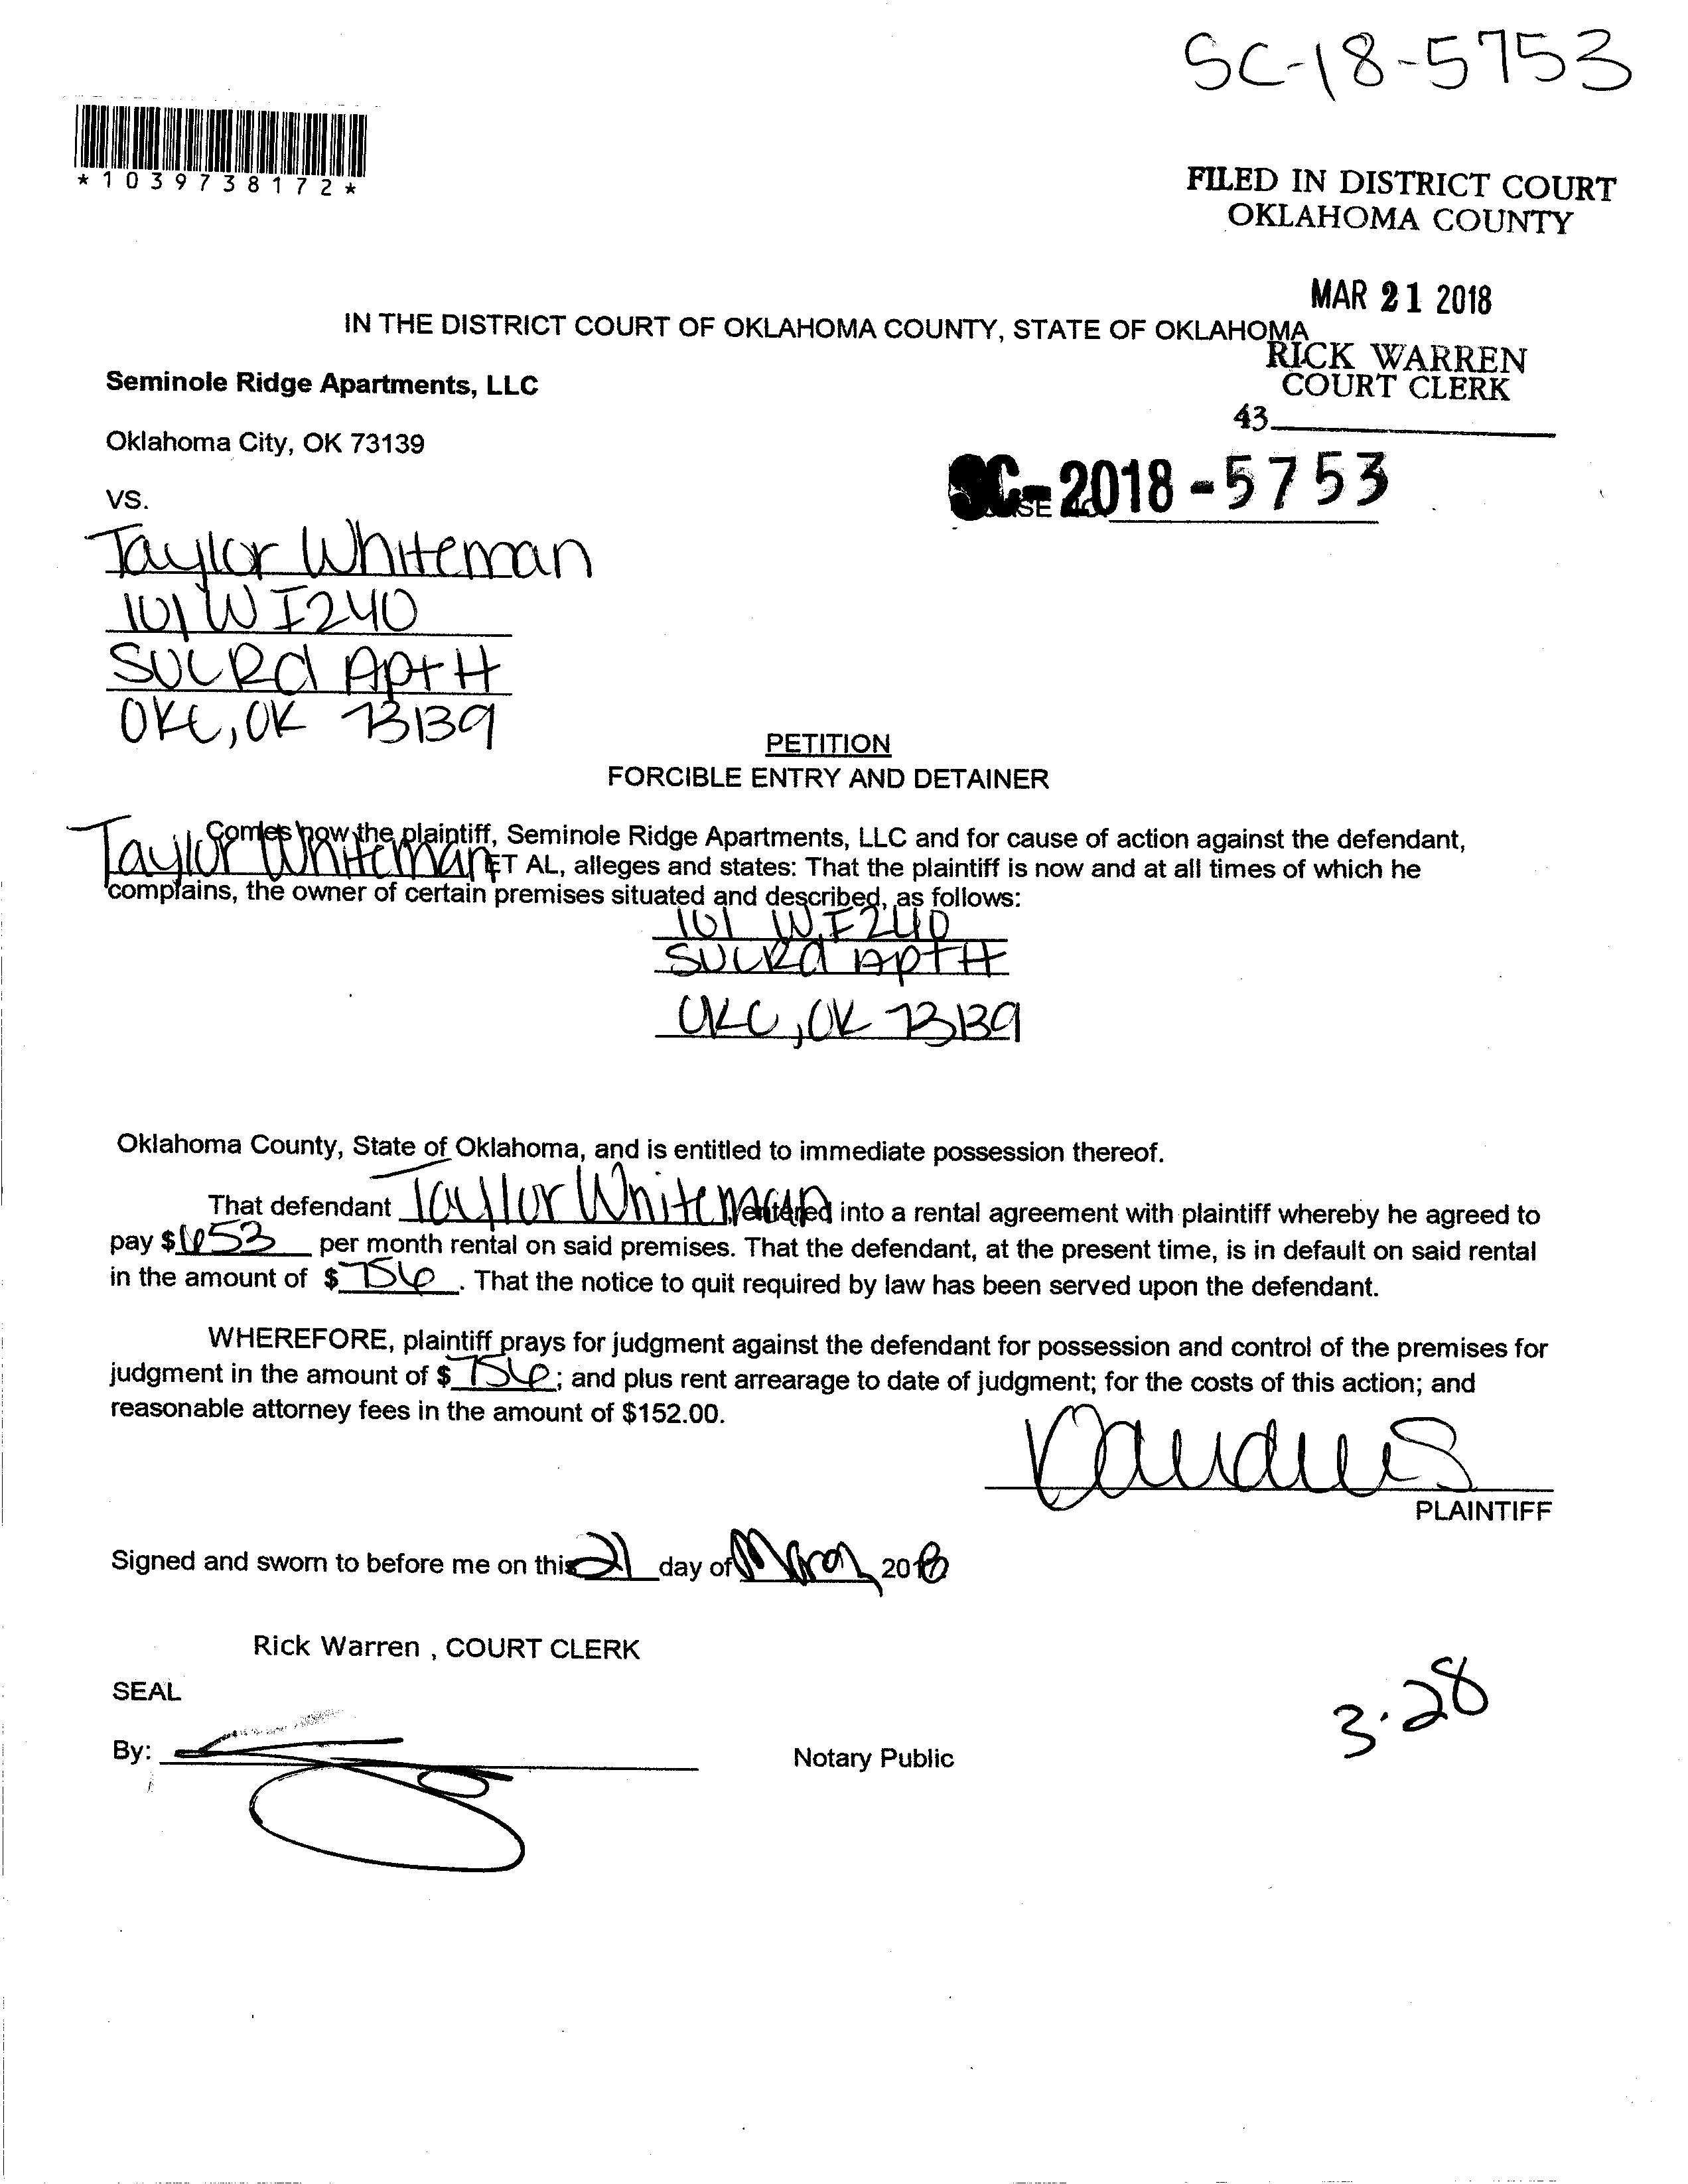 SC-18-5753
*1039738172*
FILED IN DISTRICT COURT
OKLAHOMA COUNTY
MAR 21 2018
IN THE DISTRICT COURT OF OKLAHOMA COUNTY, STATE OF OKLAHOMA
RICK WARREN
COURT CLERK
Seminole Ridge Apartments, LLC
43
Oklahoma City, OK 73139
SC-2018-5753
VS.
Taylor Whiteman
101 W I240
SVC Rd Apt H
OKC, OK 73139
PETITION
FORCIBLE ENTRY AND DETAINER
Comes now the plaintiff, Seminole Ridge Apartments, LLC and for cause of action against the defendant,
Taylor Whiteman ET AL, alleges and states: That the plaintiff is now and at all times of which he
complains, the owner of certain premises situated and described, as follows:
101 W. I240
SVC Rd Apt H
OKC, OK 73139
Oklahoma County, State of Oklahoma, and is entitled to immediate possession thereof.
That defendant Taylor Whiteman, entered into a rental agreement with plaintiff whereby he agreed to
pay $653 per month rental on said premises. That the defendant, at the present time, is in default on said rental
in the amount of $ 756. That the notice to quit required by law has been served upon the defendant.
WHEREFORE, plaintiff prays for judgment against the defendant for possession and control of the premises for
judgment in the amount of $ 756; and plus rent arrearage to date of judgment; for the costs of this action; and
reasonable attorney fees in the amount of $152.00.
PLAINTIFF
Signed and sworn to before me on this 21 day of March 2018
Rick Warren , COURT CLERK
SEAL
3.28
By:
Notary Public